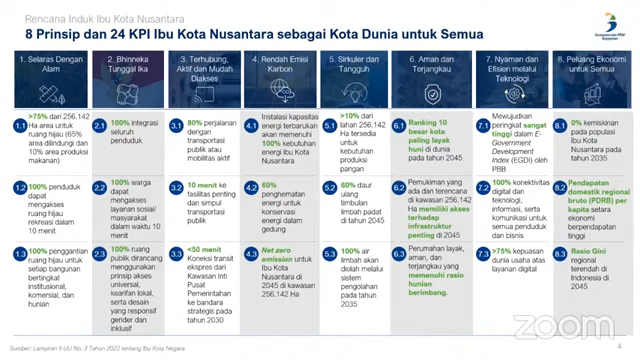 Rencana Induk Ibu Kota Nusantara
8 Prinsip dan 24 KPI Ibu Kota Nusantara sebagai Kota Dunia untuk Semua
Kementerian PPN/
Bappenas
1. Selaras Dengan
Alam
2. Bhinneka
Tunggal Ika
3. Terhubung,
Aktif dan Mudah
Diakses
4. Rendah Emisi
Karbon
5. Sirkuler dan
Tangguh
6. Aman dan
Terjangkau
7. Nyaman dan
Efisien melalui
Teknologi
8. Peluang Ekonomi
untuk Semua
1.1
>75% dari 256.142
Ha area untuk
ruang hijau (65%
area dilindungi dan
10% area produksi
makanan)
2.1
100% integrasi
seluruh
penduduk
3.1
80% perjalanan
dengan
transportasi
publik atau
mobilitas aktif
4.1
Instalasi kapasitas
energi terbarukan
akan memenuhi
100% kebutuhan
energi Ibu Kota
Nusantara
5.1
>10% dari
lahan 256.142
Ha tersedia
untuk
kebutuhan
produksi
pangan
6.1
Ranking 10
besar kota
paling layak
huni di dunia
pada tahun 2045
7.1
Mewujudkan
peringkat sangat
tinggi dalam E-
Government
Development
Index (EGDI) oleh
PBB
8.1
0% kemiskinan
pada populasi
Ibu Kota
Nusantara pada
2035
1.2
100% penduduk
dapat
mengakses
ruang hijau
rekreasi dalam
10 menit
2.2
100% warga
dapat
mengakses
layanan sosial/
masyarakat
dalam waktu 10
menit
3.2
10 menit ke
fasilitas penting
dan simpul
transportasi
publik
4.2
60%
penghematan
energi untuk
konservasi
energi dalam
gedung
5.2
60% daur
ulang
timbulan
limbah padat
di 2045
6.2
Pemukiman yang
ada dan terencana
di kawasan 256.142
Ha memiliki akses
terhadap
infrastruktur
penting di 2045
7.2
100% konektivitas
digital dan
teknologi,
informasi, serta
komunikasi untuk
semua penduduk
dan bisnis
8.2
Pendapatan
domestik regional
bruto (PDRB) per
kapita setara
ekonomi
berpendapatan
tinggi
1.3
100% penggantian
ruang hijau untuk
setiap bangunan
bertingkat
institusional,
komersial, dan
hunian
2.3
100% ruang
publik dirancang
menggunakan
prinsip akses
universal,
kearifan lokal,
serta desain
yang responsif
gender dan
inklusif
3.3
<50 menit
Koneksi transit
ekspres dari
Kawasan Inti
Pusat
Pemerintahan
ke bandara
strategis pada
tahun 2030
4.3
Net zero
emission untuk
Ibu Kota
Nusantara di
2045 di kawasan
256.142 Ha
5.3
100% air
limbah akan
diolah melalui
sistem
pengolahan
pada tahun
2035
6.3
Perumahan layak,
aman, dan
terjangkau yang
memenuhi rasio
hunian
berimbang.
7.3
>75% kepuasan
dunia usaha atas
layanan digital
8.3
Rasio Gini
regional
terendah di
Indonesia di
2045
Sumber: Lampiran II UU No. 3 Tahun 2022 tentang Ibu Kota Negara
4
zoom